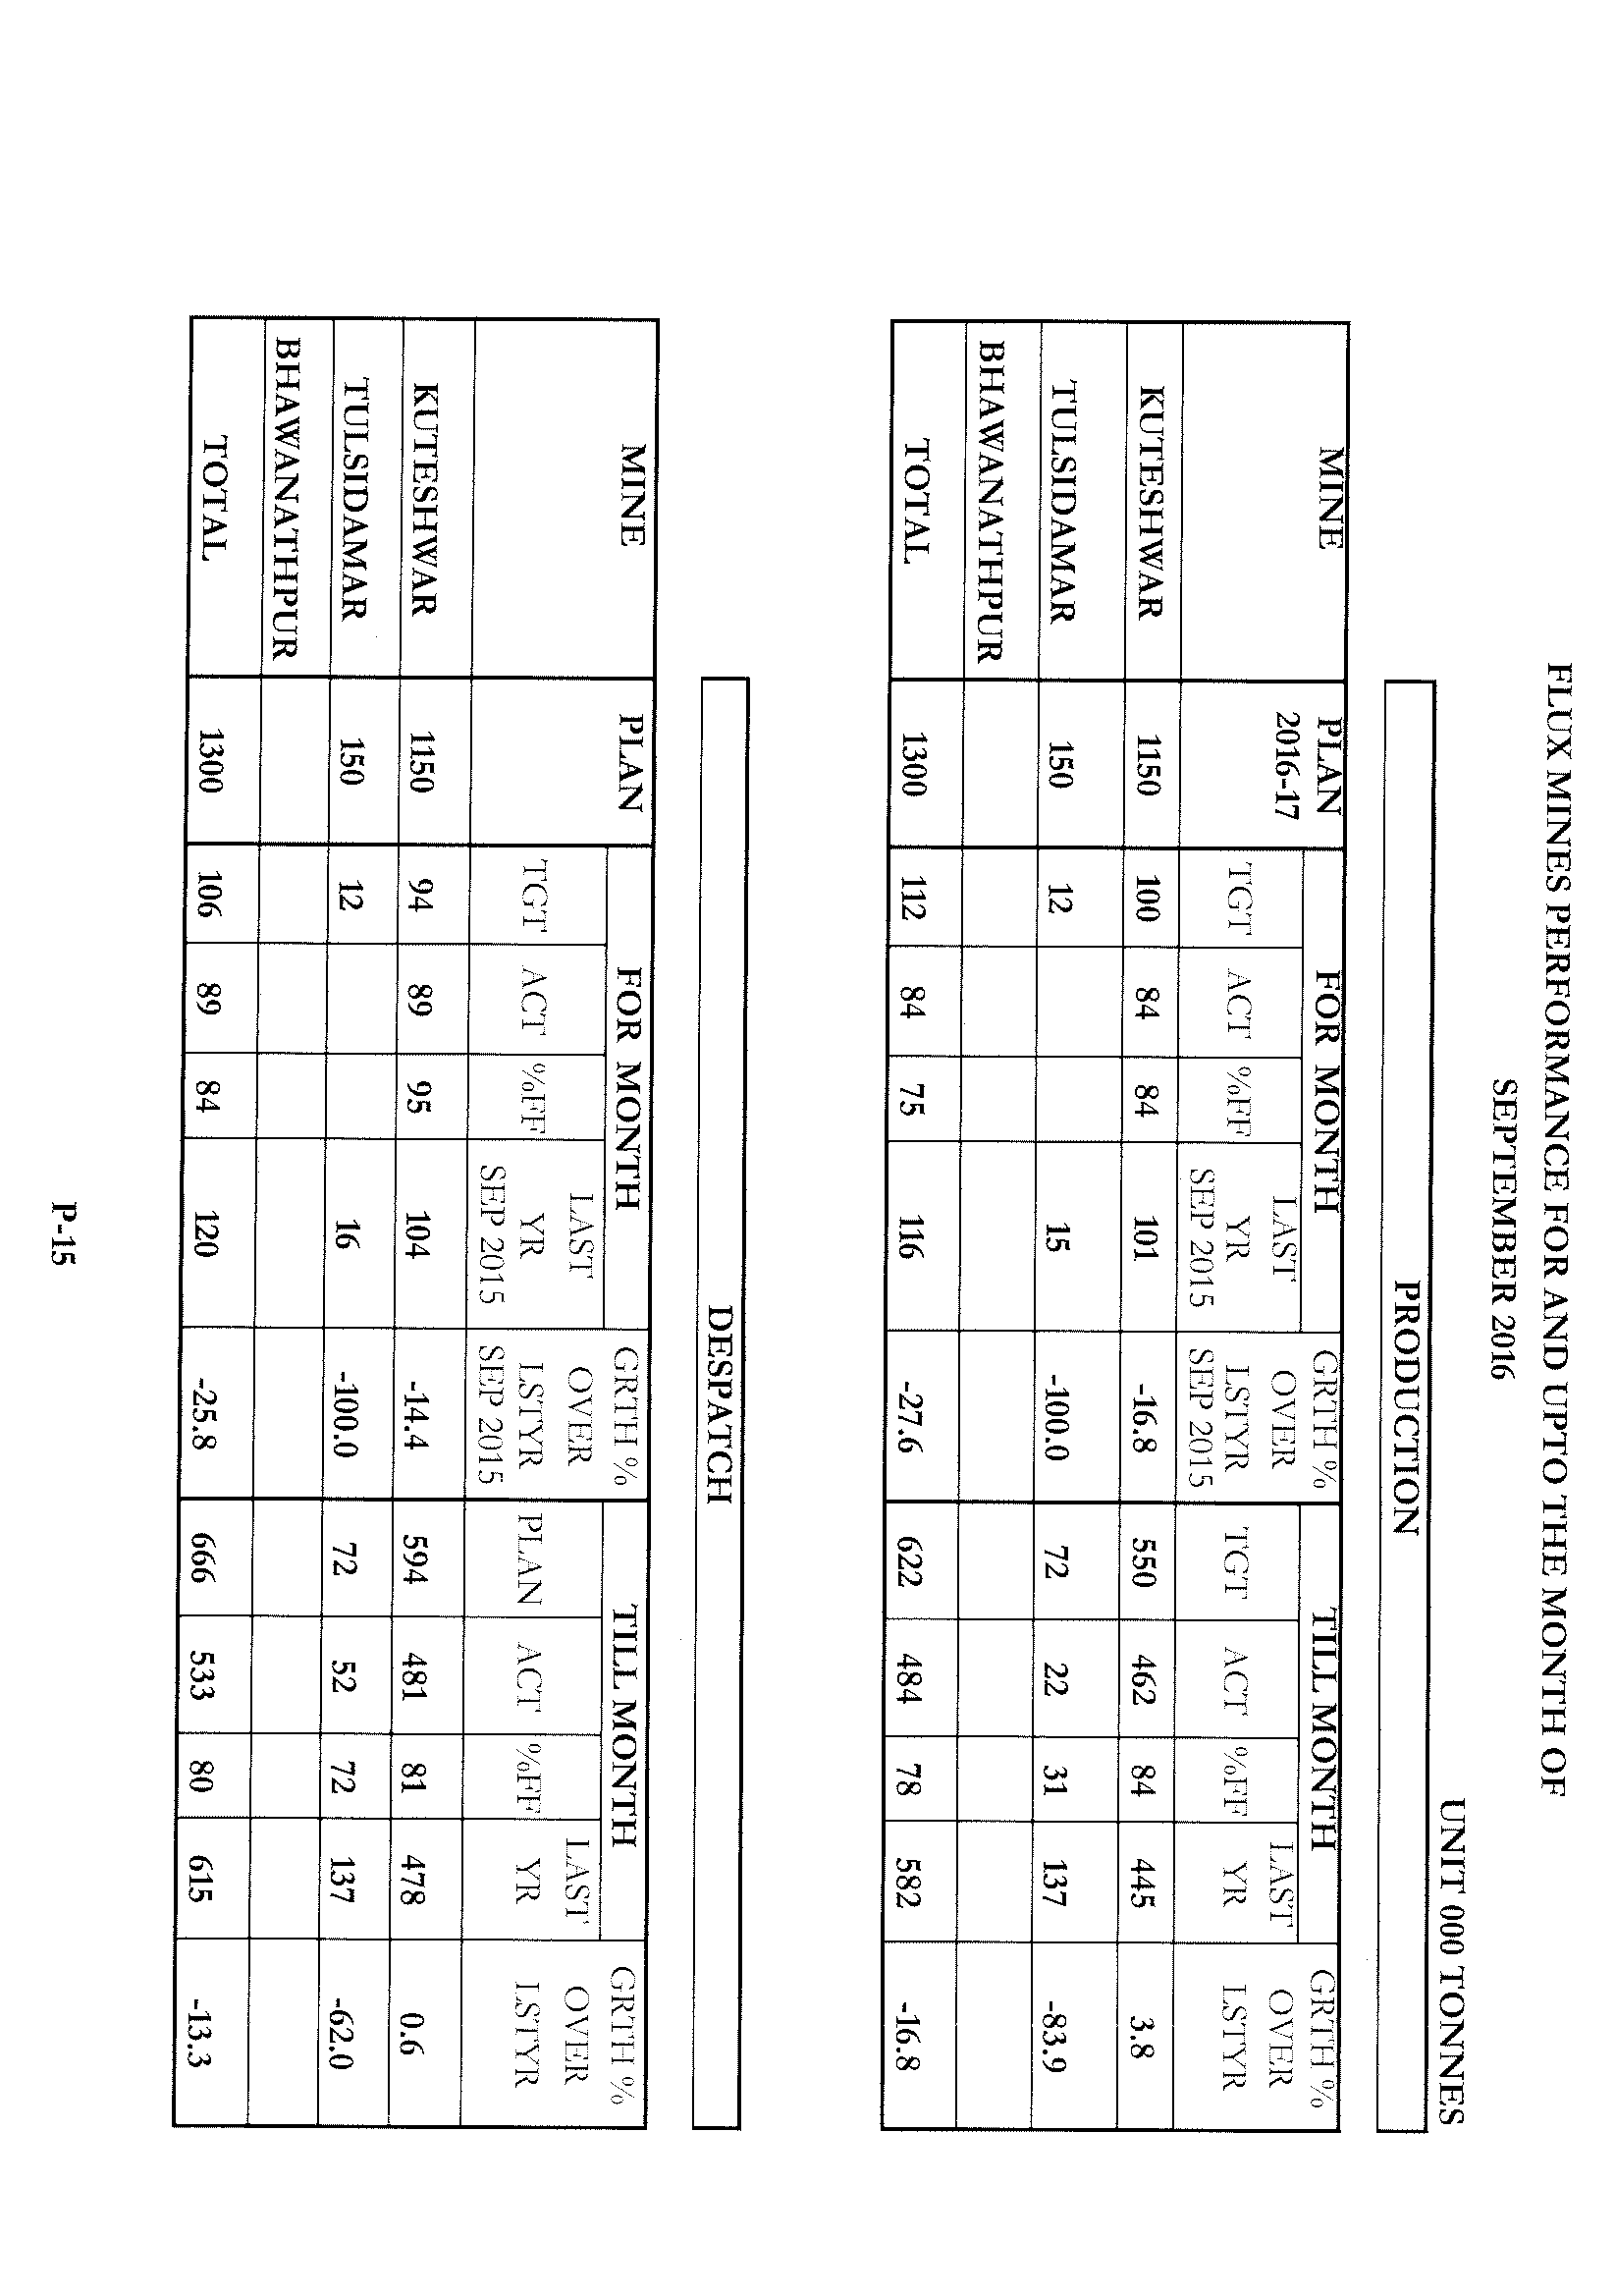 FLUX MINES PERFORMANCE FOR AND UPTO THE MONTH OF
SEPTEMBER 2016
UNIT 000 TONNES
PRODUCTION
MINE PLAN 2016-17 FOR MONTH GRTH % OVER LSTYR SEP 2015 TILL MONTH GRTH % OVER LSTYR
TGT ACT %FF LAST YR SEP 2015 TGT ACT %FF LAST YR
KUTESHWAR 1150 100 84 84 101 -16.8 550 462 84 445 3.8
TULSIDAMAR 150 12 15 -100.0 72 22 31 137 -83.9
BHAWANATHPUR
TOTAL 1300 112 84 75 116 -27.6 622 484 78 582 -16.8
DESPATCH
MINE PLAN FOR MONTH GRTH % OVER LSTYR SEP 2015 TILL MONTH GRTH % OVER LSTYR
TGT ACT %FF LAST YR SEP 2015 PLAN ACT %FF LAST YR
KUTESHWAR 1150 94 89 95 104 -14.4 594 481 81 478 0.6
TULSIDAMAR 150 12 16 -100.0 72 52 72 137 -62.0
BHAWANATHPUR
TOTAL 1300 106 89 84 120 -25.8 666 533 80 615 -13.3
P-15